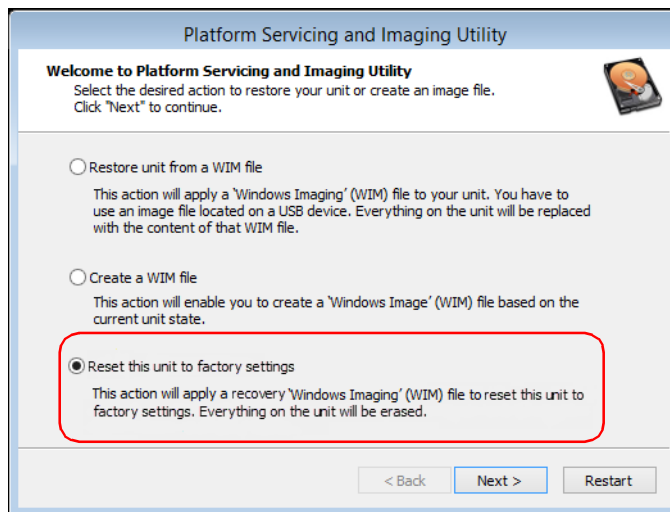 Platform Servicing and Imaging Utility
Welcome to Platform Servicing and Imaging Utility
Select the desired action to restore your unit or create an image file.
Click "Next" to continue.
Restore unit from a WIM file
This action will apply a 'Windows Imaging' (WIM) file to your unit. You have to
use an image file located on a USB device. Everything on the unit will be replaced
with the content of that WIM file.
Create a WIM file
This action will enable you to create a 'Windows Image' (WIM) file based on the
current unit state.
Reset this unit to factory settings
This action will apply a recovery 'Windows Imaging' (WIM) file to reset this unit to
factory settings. Everything on the unit will be erased.
< Back Next > Restart